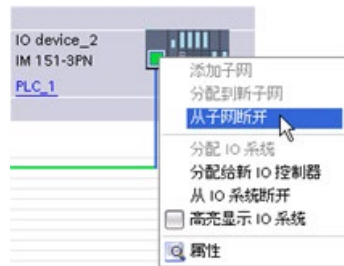 IO device_2
IM 151-3PN
PLC_1
添加子网
分配到新子网
从子网断开
分配 IO 系统
分配给新 IO 控制器
从 IO 系统断开
高亮显示 IO 系统
属性